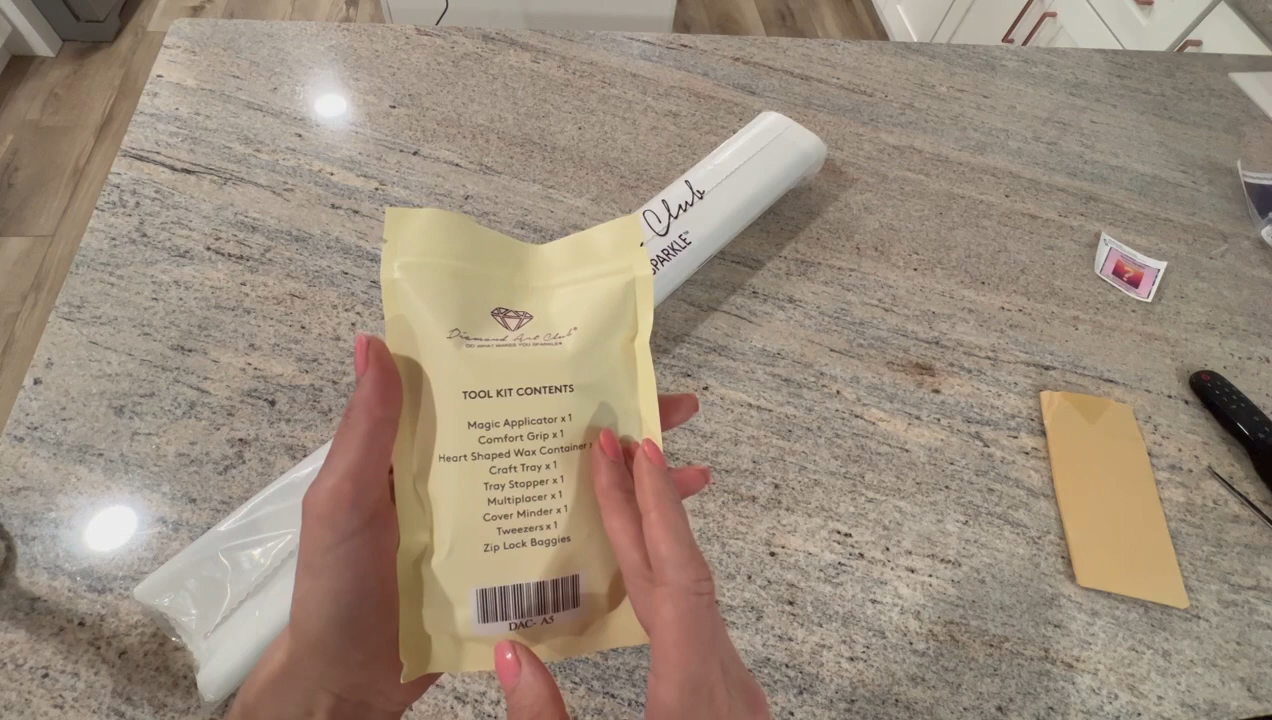 Club
SPARKLE™
Diamond Art Club®
DO WHAT MAKES YOU SPARKLE®
TOOL KIT CONTENTS
Magic Applicator x 1
Comfort Grip x 1
Heart Shaped Wax Container
Craft Tray x 1
Tray Stopper x 1
Multiplacer x 1
Cover Minder x 1
Tweezers x 1
Zip Lock Baggies
DAC- A5
?